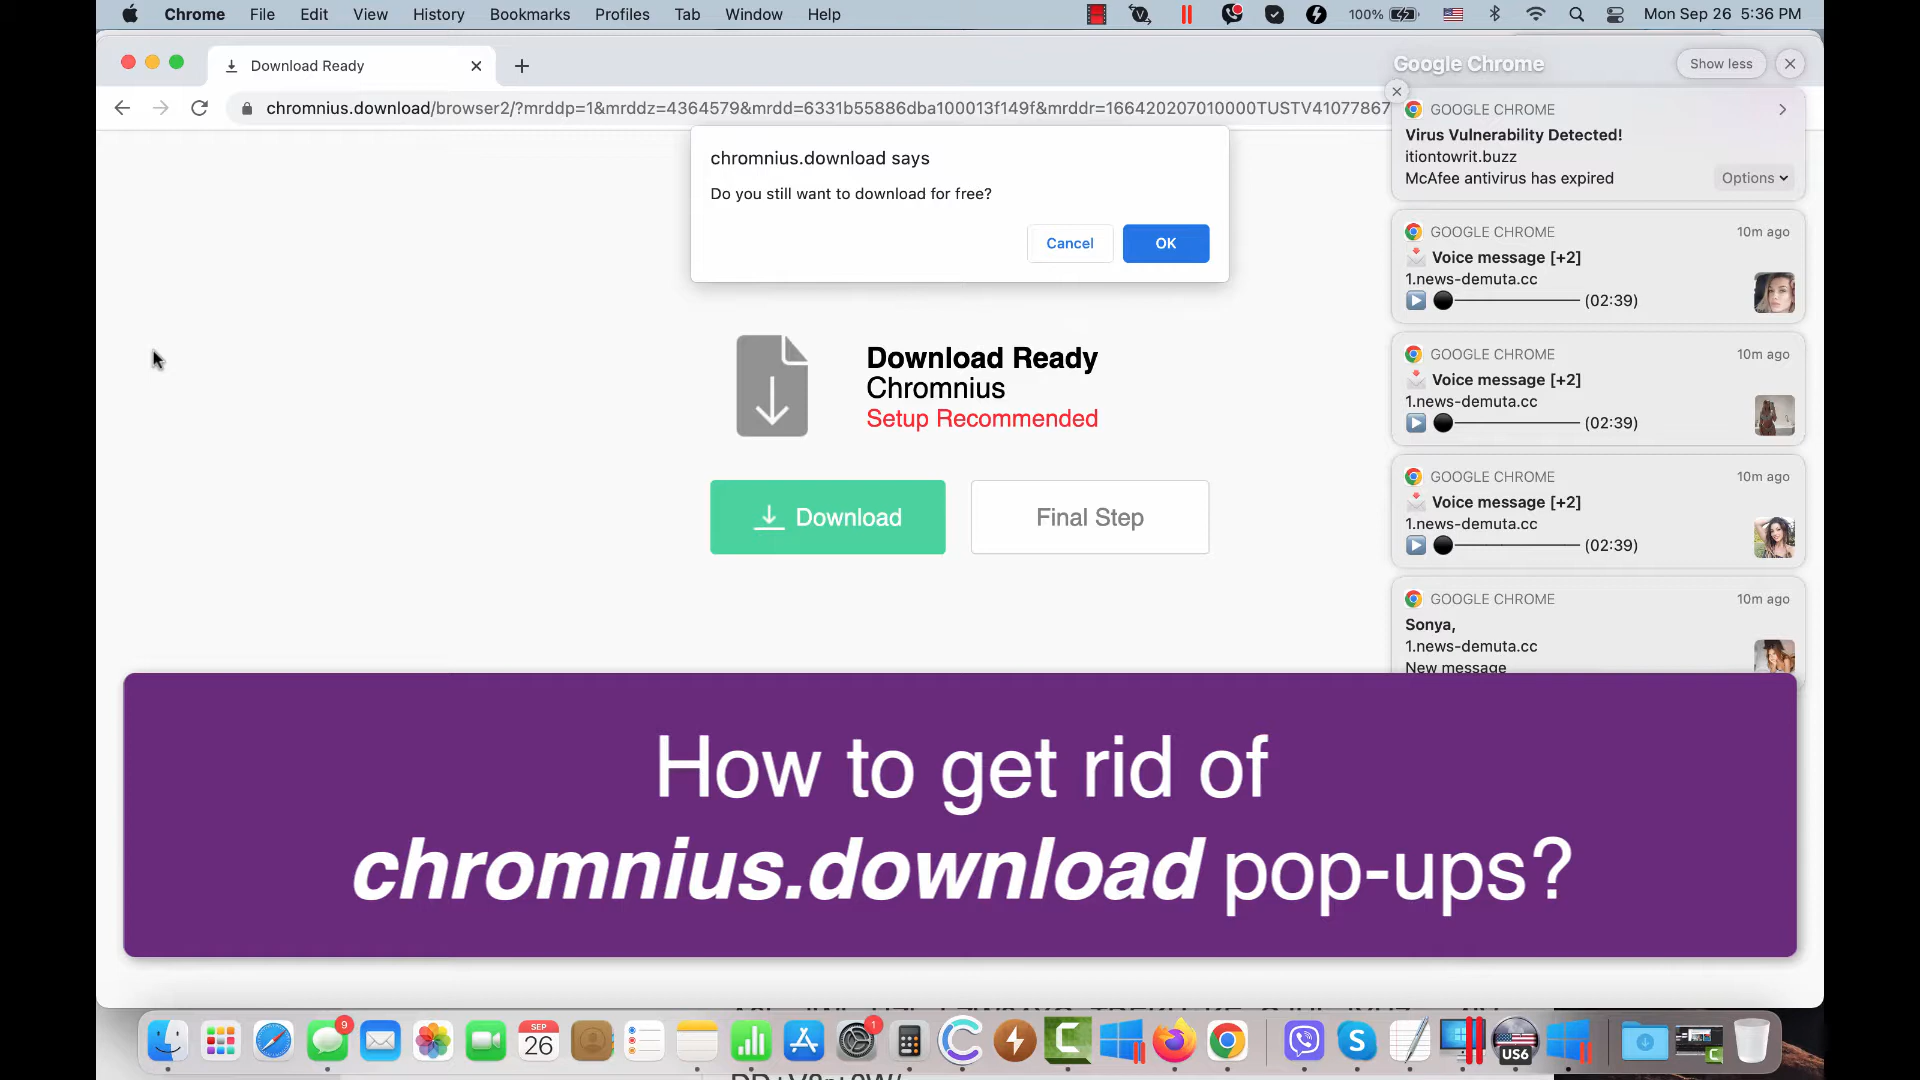 Chrome File Edit View History Bookmarks Profiles Tab Window Help 100% Mon Sep 26 5:36 PM
Download Ready
chromnius.download/browser2/?mrddp=1&mrddz=4364579&mrdd=6331b55886dba100013f149f&mrddr=166420207010000TUSTV41077867
chromnius.download says
Do you still want to download for free?
Cancel OK
Download Ready
Chromnius
Setup Recommended
Download Final Step
Google Chrome Show less
GOOGLE CHROME
Virus Vulnerability Detected!
itiontowrit.buzz
McAfee antivirus has expired Options
GOOGLE CHROME 10m ago
Voice message [+2]
1.news-demuta.cc
(02:39)
GOOGLE CHROME 10m ago
Voice message [+2]
1.news-demuta.cc
(02:39)
GOOGLE CHROME 10m ago
Voice message [+2]
1.news-demuta.cc
(02:39)
GOOGLE CHROME 10m ago
Sonya,
1.news-demuta.cc
New message
How to get rid of
chromnius.download pop-ups?
9 SEP 26 1 US6